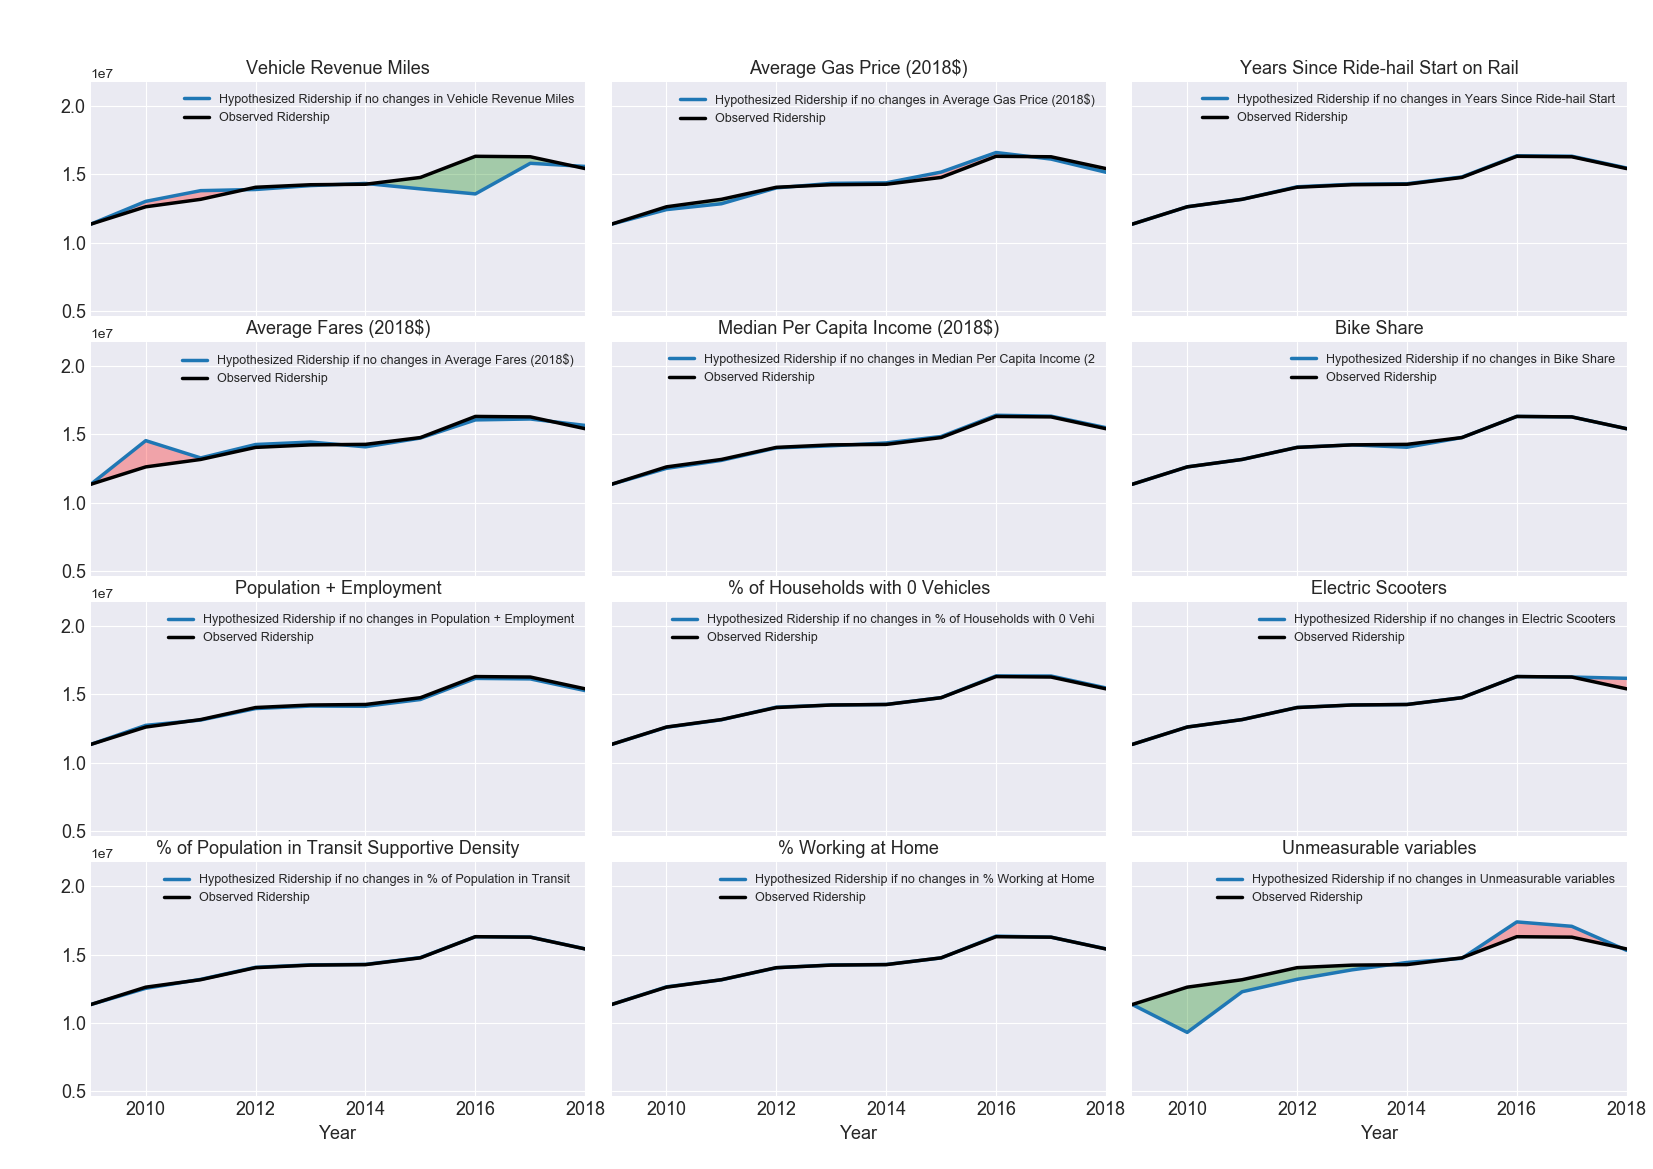 Vehicle Revenue Miles
1e7
Hypothesized Ridership if no changes in Vehicle Revenue Miles
Observed Ridership
2.0
1.5
1.0
0.5
Average Gas Price (2018$)
Hypothesized Ridership if no changes in Average Gas Price (2018$)
Observed Ridership
Years Since Ride-hail Start on Rail
Hypothesized Ridership if no changes in Years Since Ride-hail Start
Observed Ridership
Average Fares (2018$)
1e7
Hypothesized Ridership if no changes in Average Fares (2018$)
Observed Ridership
2.0
1.5
1.0
0.5
Median Per Capita Income (2018$)
Hypothesized Ridership if no changes in Median Per Capita Income (2
Observed Ridership
Bike Share
Hypothesized Ridership if no changes in Bike Share
Observed Ridership
Population + Employment
1e7
Hypothesized Ridership if no changes in Population + Employment
Observed Ridership
2.0
1.5
1.0
0.5
% of Households with 0 Vehicles
Hypothesized Ridership if no changes in % of Households with 0 Vehi
Observed Ridership
Electric Scooters
Hypothesized Ridership if no changes in Electric Scooters
Observed Ridership
% of Population in Transit Supportive Density
1e7
Hypothesized Ridership if no changes in % of Population in Transit
Observed Ridership
2.0
1.5
1.0
0.5
2010 2012 2014 2016 2018
Year
% Working at Home
Hypothesized Ridership if no changes in % Working at Home
Observed Ridership
2010 2012 2014 2016 2018
Year
Unmeasurable variables
Hypothesized Ridership if no changes in Unmeasurable variables
Observed Ridership
2010 2012 2014 2016 2018
Year